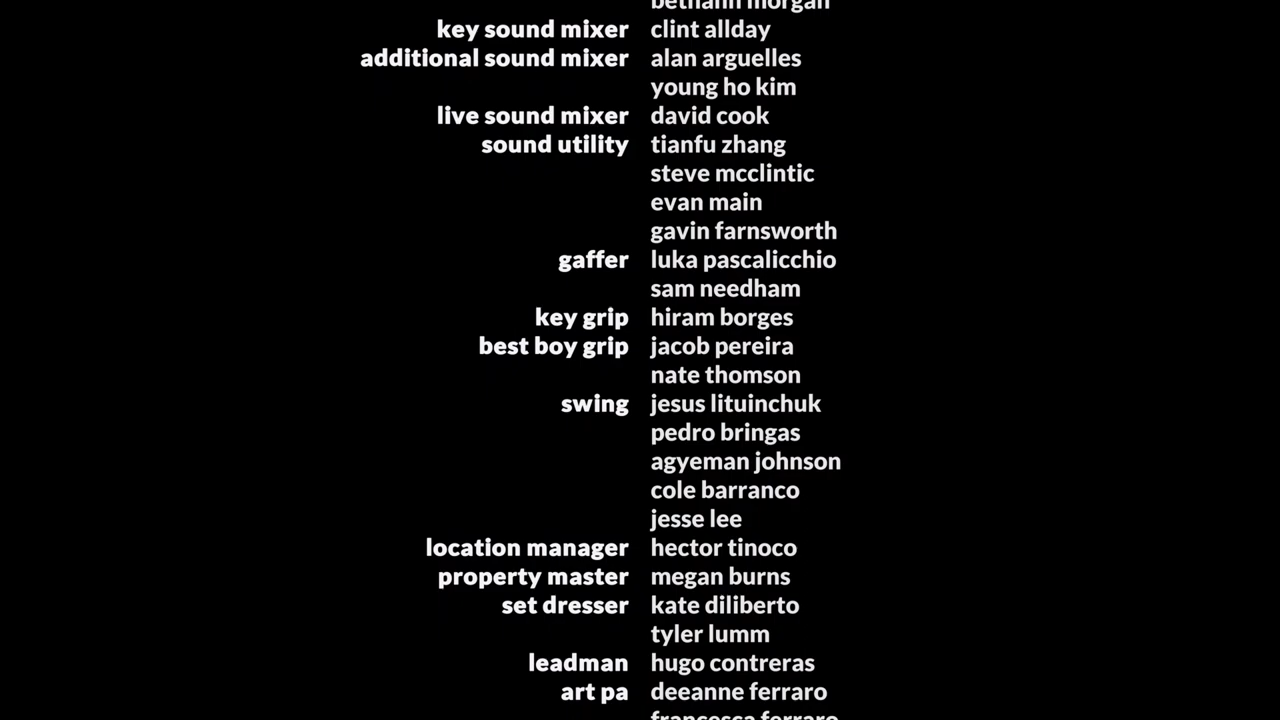 bethann morgan
key sound mixer clint allday
additional sound mixer alan arguelles
young ho kim
live sound mixer david cook
sound utility tianfu zhang
steve mcclintic
evan main
gavin farnsworth
gaffer luka pascalicchio
sam needham
key grip hiram borges
best boy grip jacob pereira
nate thomson
swing jesus lituinchuk
pedro bringas
agyeman johnson
cole barranco
jesse lee
location manager hector tinoco
property master megan burns
set dresser kate diliberto
tyler lumm
leadman hugo contreras
art pa deeanne ferraro
francesca ferraro